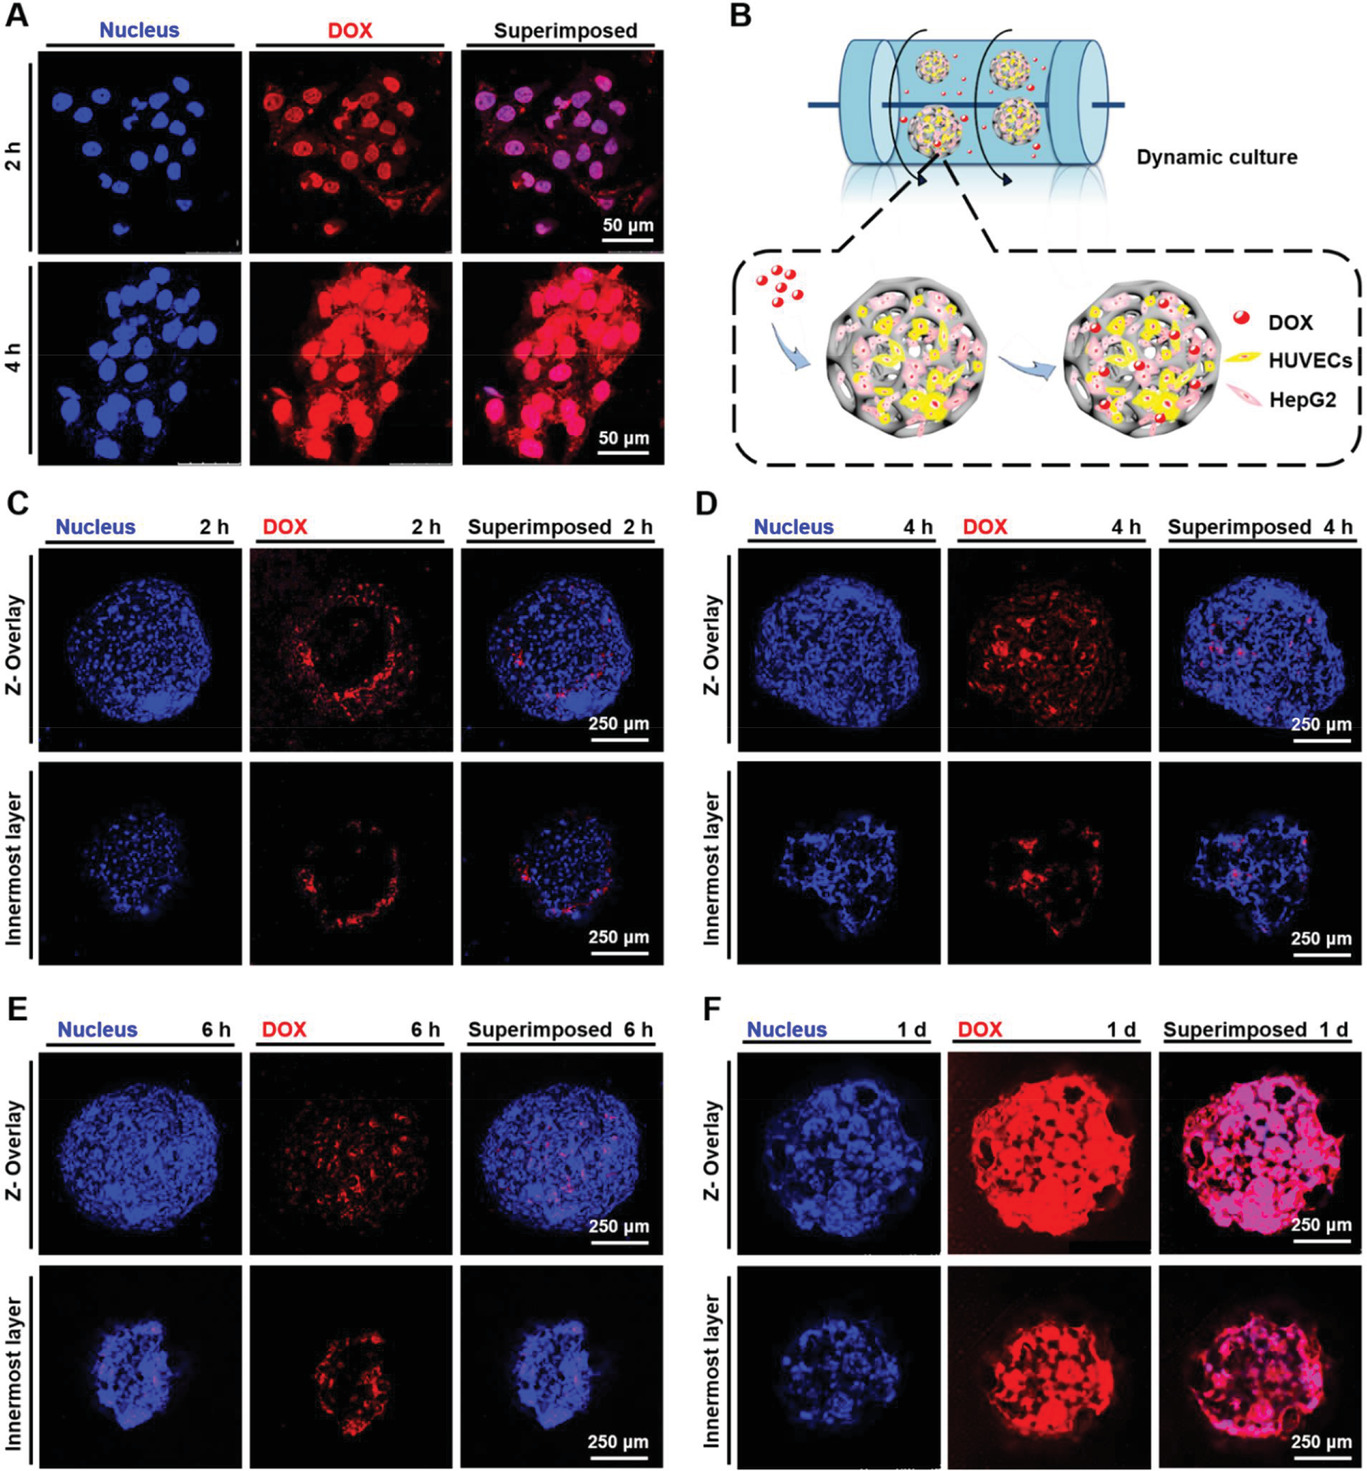 A
Nucleus DOX Superimposed
2 h
50 µm
4 h
50 µm
B
Dynamic culture
DOX
HUVECs
HepG2
C
Nucleus 2 h DOX 2 h Superimposed 2 h
Z- Overlay
250 µm
Innermost layer
250 µm
D
Nucleus 4 h DOX 4 h Superimposed 4 h
Z- Overlay
250 µm
Innermost layer
250 µm
E
Nucleus 6 h DOX 6 h Superimposed 6 h
Z- Overlay
250 µm
Innermost layer
250 µm
F
Nucleus 1 d DOX 1 d Superimposed 1 d
Z- Overlay
250 µm
Innermost layer
250 µm